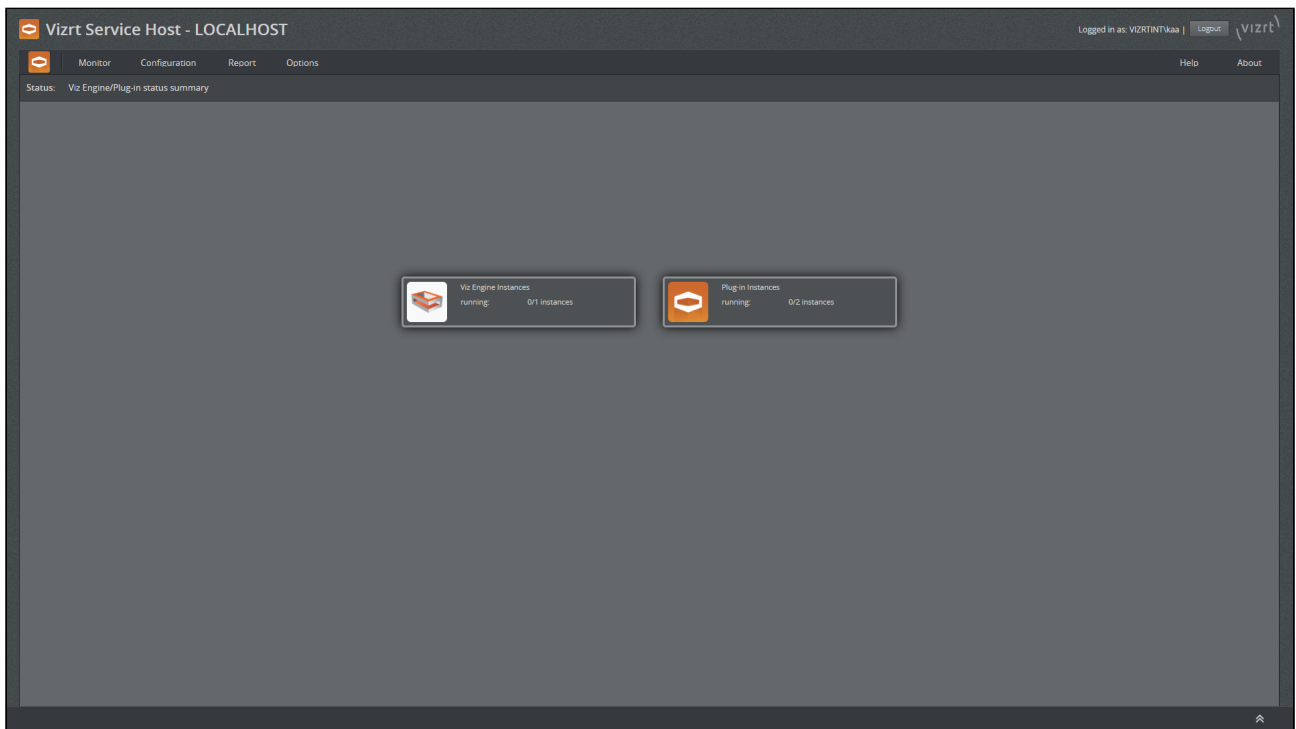 Vizrt Service Host - LOCALHOST
Logged in as: VIZRTINT\kaa | Logout
vizrt
Monitor Configuration Report Options Help About
Status: Viz Engine/Plug-in status summary
Viz Engine Instances
running: 0/1 instances
Plug-in Instances
running: 0/2 instances